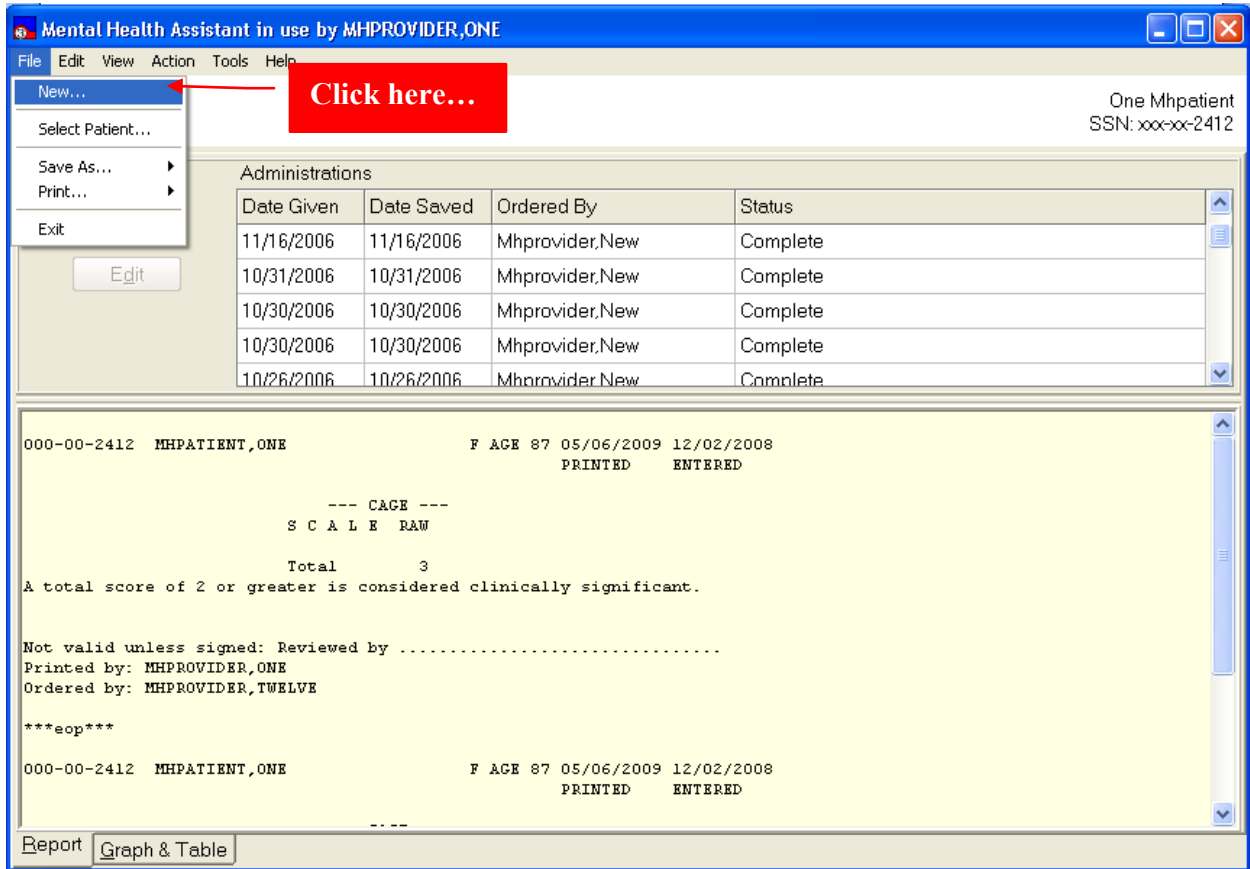 Mental Health Assistant in use by MHPROVIDER,ONE
File Edit View Action Tools Help
New...
Click here…
One Mhpatient
SSN: xxx-xx-2412
Select Patient...
Save As...
Print...
Exit
Edit
Administrations
Date Given Date Saved Ordered By Status
11/16/2006 11/16/2006 Mhprovider,New Complete
10/31/2006 10/31/2006 Mhprovider,New Complete
10/30/2006 10/30/2006 Mhprovider,New Complete
10/30/2006 10/30/2006 Mhprovider,New Complete
10/26/2006 10/26/2006 Mhprovider,New Complete
000-00-2412 MHPATIENT,ONE F AGE 87 05/06/2009 12/02/2008
PRINTED ENTERED
--- CAGE ---
S C A L E RAW
Total 3
A total score of 2 or greater is considered clinically significant.
Not valid unless signed: Reviewed by ................................
Printed by: MHPROVIDER,ONE
Ordered by: MHPROVIDER,TWELVE
***eop***
000-00-2412 MHPATIENT,ONE F AGE 87 05/06/2009 12/02/2008
PRINTED ENTERED
Report Graph & Table